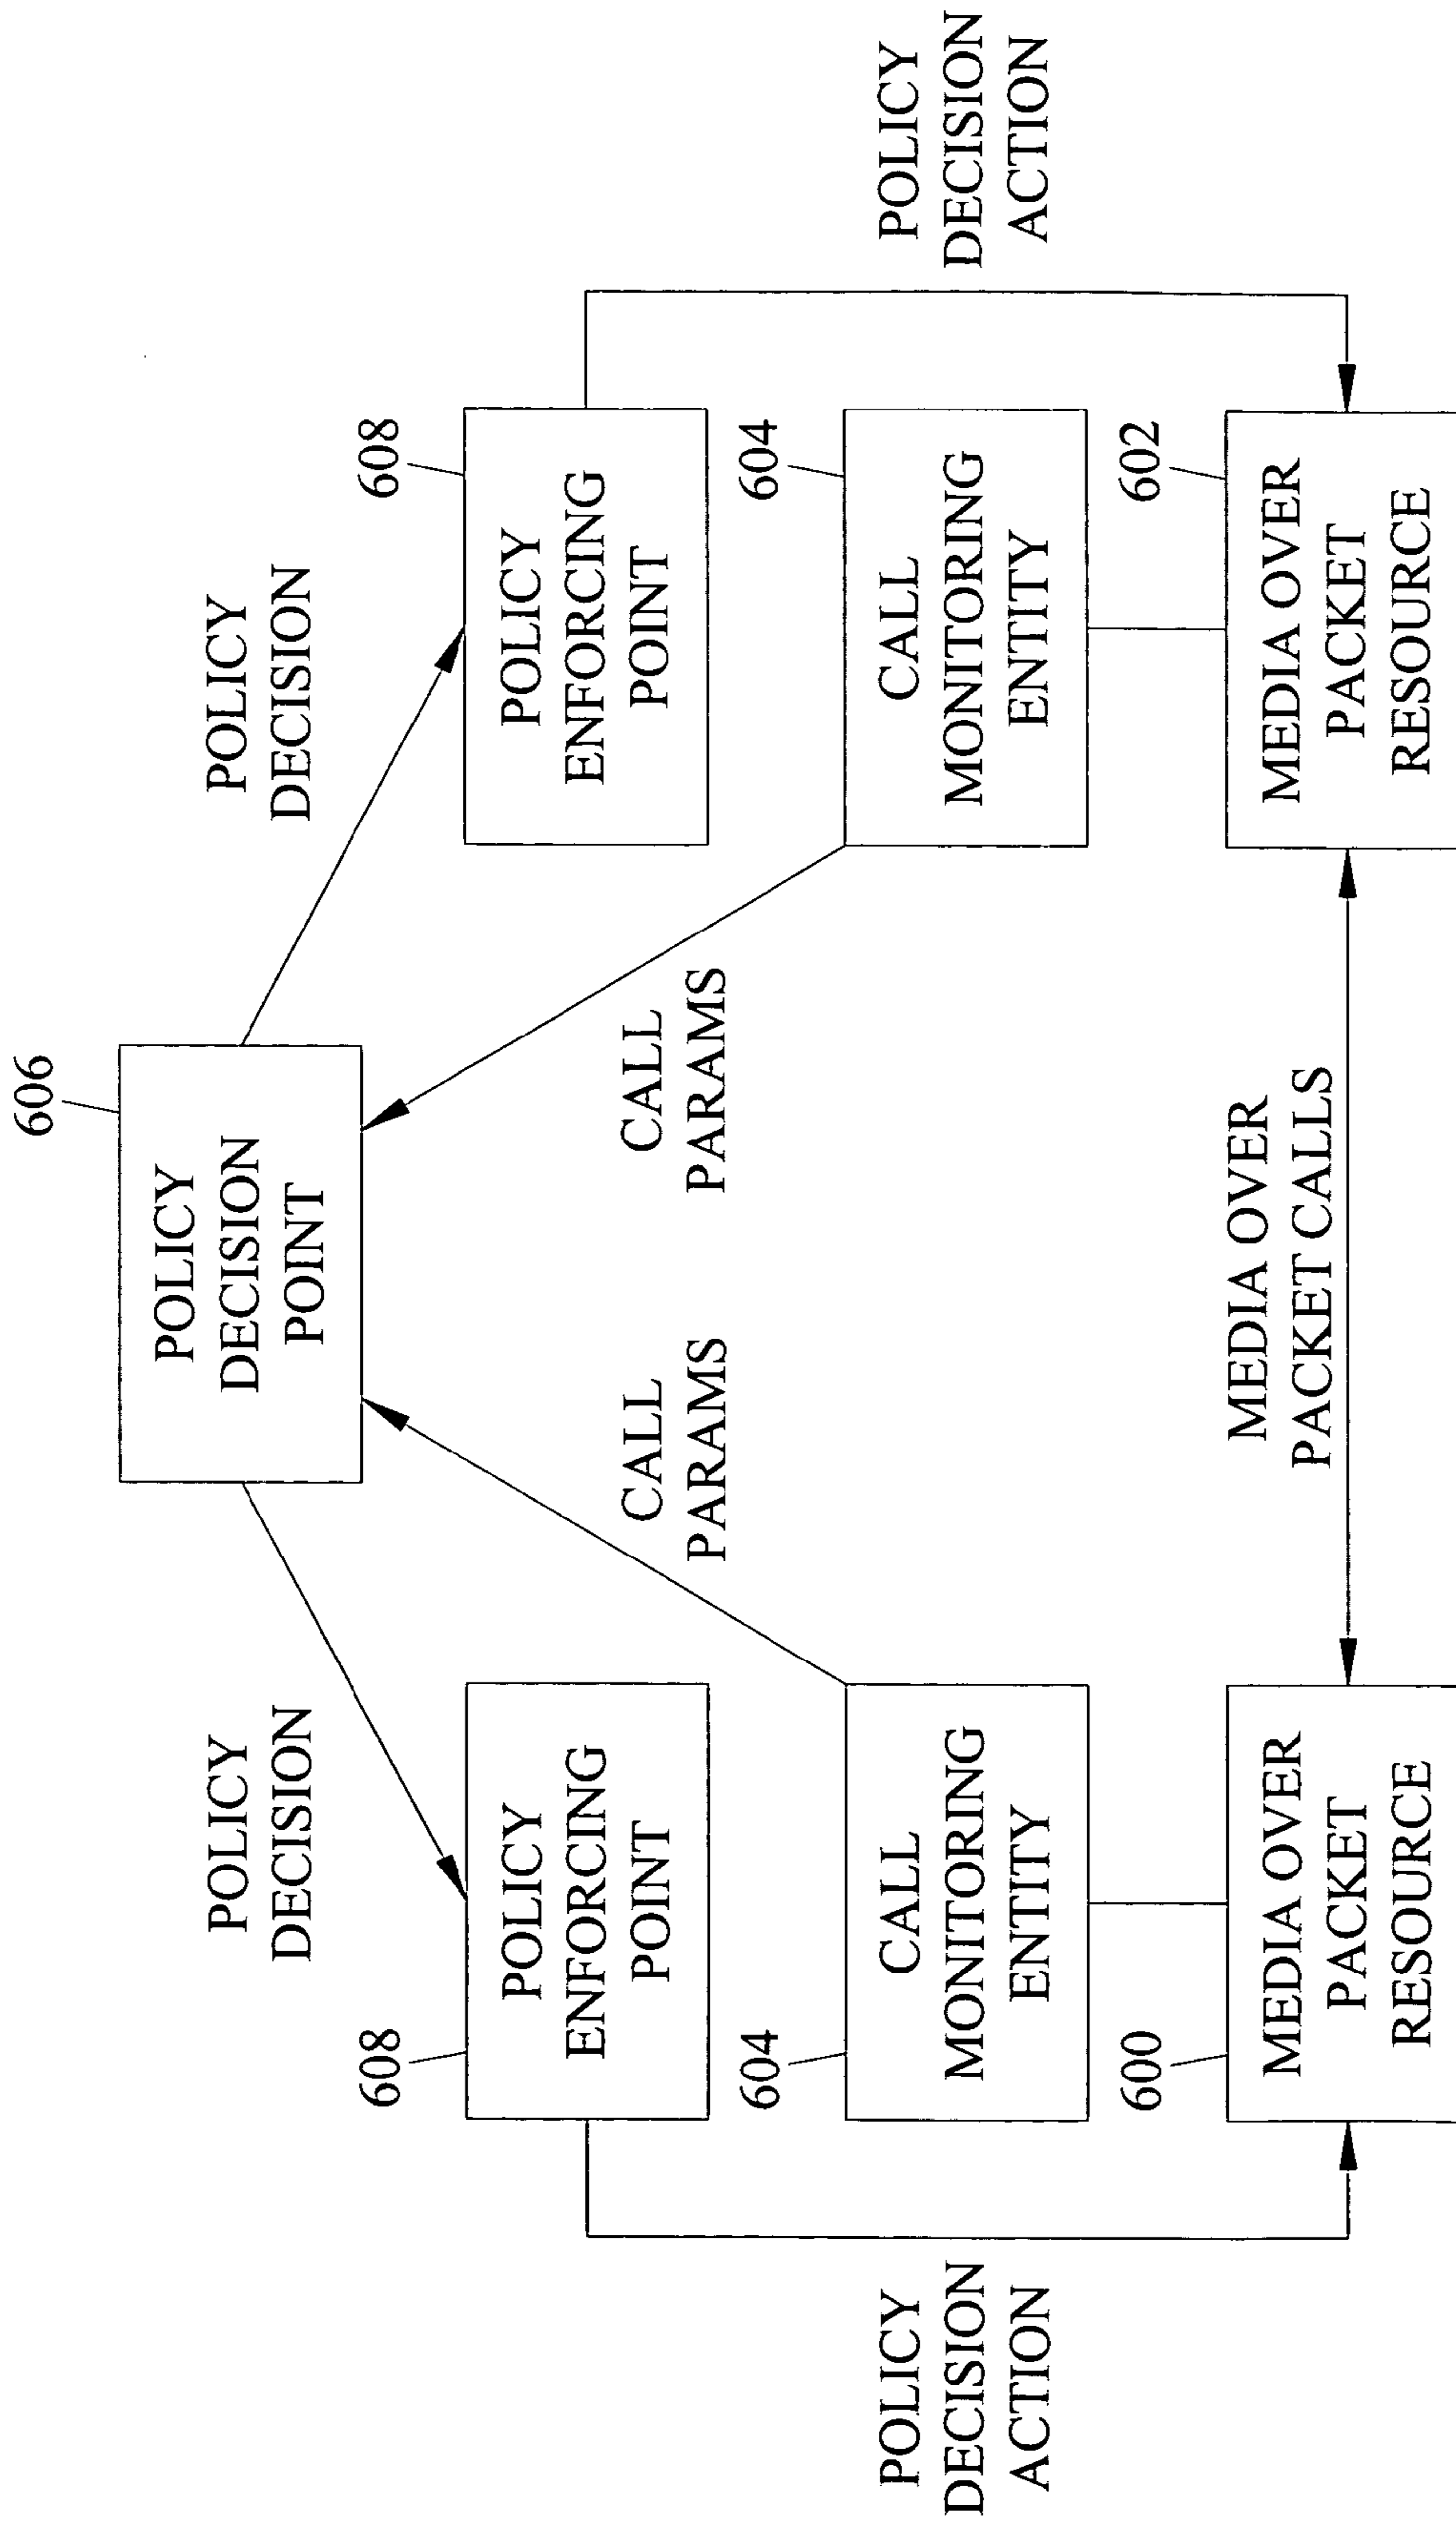 606
POLICY
DECISION
POINT
POLICY
DECISION
POLICY
DECISION
608
POLICY
ENFORCING
POINT
608
POLICY
ENFORCING
POINT
CALL
PARAMS
CALL
PARAMS
POLICY
DECISION
ACTION
604
CALL
MONITORING
ENTITY
604
CALL
MONITORING
ENTITY
POLICY
DECISION
ACTION
600
MEDIA OVER
PACKET
RESOURCE
MEDIA OVER
PACKET CALLS
602
MEDIA OVER
PACKET
RESOURCE